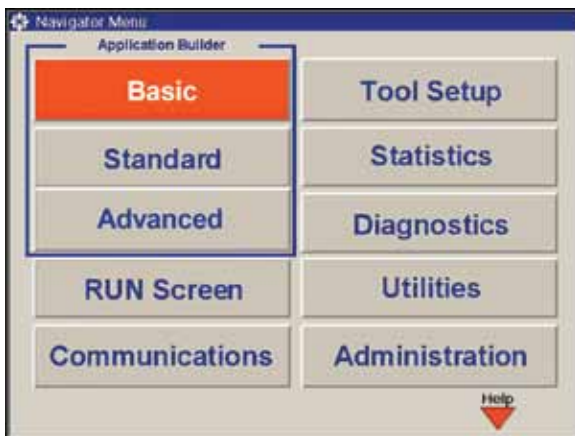 Navigator Menu
Application Builder
Basic
Standard
Advanced
RUN Screen
Communications
Tool Setup
Statistics
Diagnostics
Utilities
Administration
Help